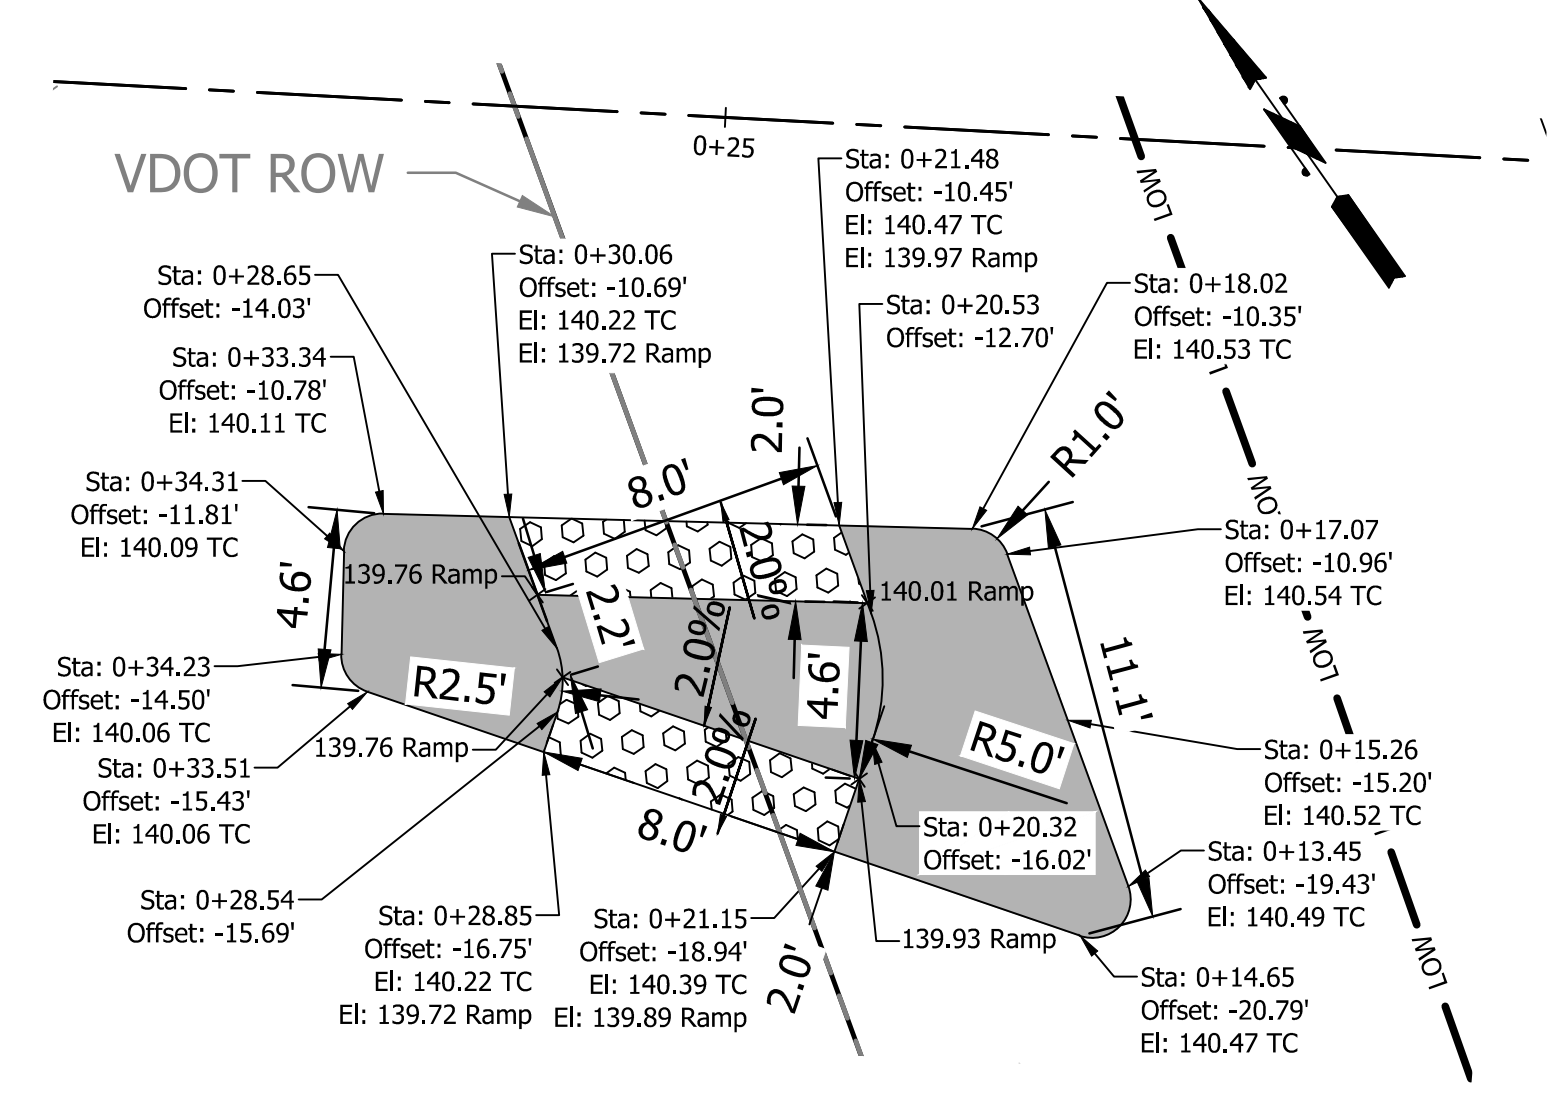 0+25
VDOT ROW
Sta: 0+21.48
Offset: -10.45'
El: 140.47 TC
El: 139.97 Ramp
LOW
Sta: 0+30.06
Offset: -10.69'
El: 140.22 TC
El: 139.72 Ramp
Sta: 0+28.65
Offset: -14.03'
Sta: 0+20.53
Offset: -12.70'
Sta: 0+18.02
Offset: -10.35'
El: 140.53 TC
Sta: 0+33.34
Offset: -10.78'
El: 140.11 TC
2.0'
R1.0'
8.0'
Sta: 0+34.31
Offset: -11.81'
El: 140.09 TC
Sta: 0+17.07
Offset: -10.96'
El: 140.54 TC
4.6'
139.76 Ramp
2.2'
2.0%
140.01 Ramp
LOW
2.0%
4.6'
11.1'
Sta: 0+34.23
Offset: -14.50'
El: 140.06 TC
R2.5'
R5.0'
139.76 Ramp
2.0%
Sta: 0+33.51
Offset: -15.43'
El: 140.06 TC
Sta: 0+15.26
Offset: -15.20'
El: 140.52 TC
8.0'
Sta: 0+20.32
Offset: -16.02'
Sta: 0+13.45
Offset: -19.43'
El: 140.49 TC
Sta: 0+28.54
Offset: -15.69'
Sta: 0+28.85
Offset: -16.75'
El: 140.22 TC
El: 139.72 Ramp
Sta: 0+21.15
Offset: -18.94'
El: 140.39 TC
El: 139.89 Ramp
2.0'
139.93 Ramp
LOW
Sta: 0+14.65
Offset: -20.79'
El: 140.47 TC